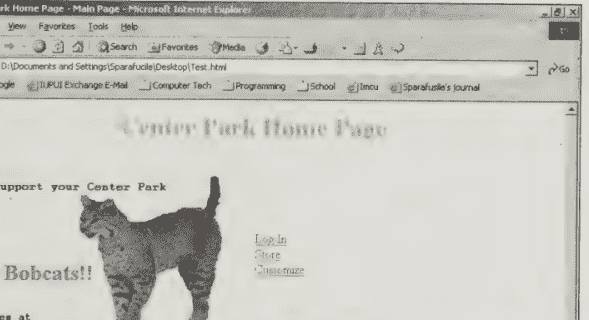 rk Home Page - Main Page - Microsoft Internet Explorer
View Favorites Tools Help
Search Favorites Media
D:\Documents and Settings\Sparafucile\Desktop\Test.html
Go
ogle IUPUI Exchange E-Mail Computer Tech Programming School Imcu Sparafusile's Journal
Center Park Home Page
upport your Center Park
Bobcats!!
Log In
Store
Customize
es at